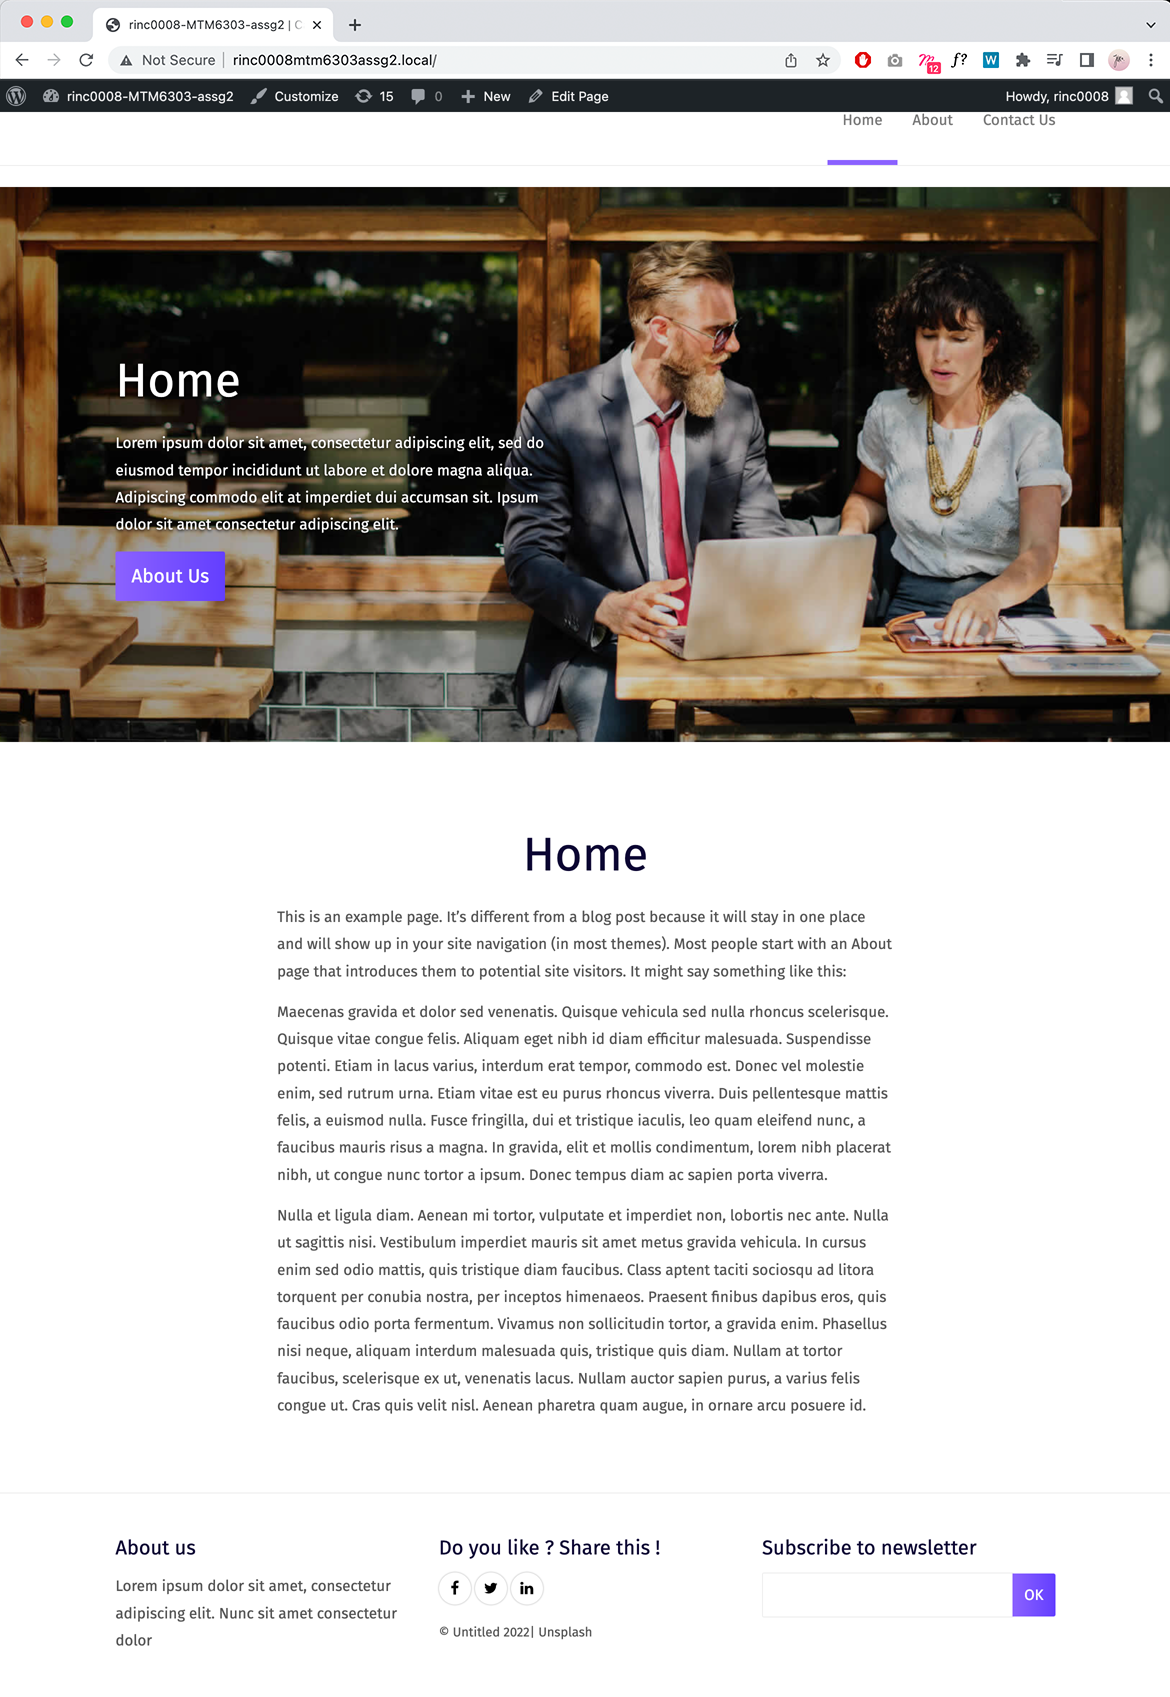 rinc0008-MTM6303-assg2 | C
Not Secure rinc0008mtm6303assg2.local/
12
f?
W
rinc0008-MTM6303-assg2 Customize 15 0 New Edit Page Howdy, rinc0008
Home About Contact Us
Home
Lorem ipsum dolor sit amet, consectetur adipiscing elit, sed do
eiusmod tempor incididunt ut labore et dolore magna aliqua.
Adipiscing commodo elit at imperdiet dui accumsan sit. Ipsum
dolor sit amet consectetur adipiscing elit.
About Us
Home
This is an example page. It’s different from a blog post because it will stay in one place
and will show up in your site navigation (in most themes). Most people start with an About
page that introduces them to potential site visitors. It might say something like this:
Maecenas gravida et dolor sed venenatis. Quisque vehicula sed nulla rhoncus scelerisque.
Quisque vitae congue felis. Aliquam eget nibh id diam efficitur malesuada. Suspendisse
potenti. Etiam in lacus varius, interdum erat tempor, commodo est. Donec vel molestie
enim, sed rutrum urna. Etiam vitae est eu purus rhoncus viverra. Duis pellentesque mattis
felis, a euismod nulla. Fusce fringilla, dui et tristique iaculis, leo quam eleifend nunc, a
faucibus mauris risus a magna. In gravida, elit et mollis condimentum, lorem nibh placerat
nibh, ut congue nunc tortor a ipsum. Donec tempus diam ac sapien porta viverra.
Nulla et ligula diam. Aenean mi tortor, vulputate et imperdiet non, lobortis nec ante. Nulla
ut sagittis nisi. Vestibulum imperdiet mauris sit amet metus gravida vehicula. In cursus
enim sed odio mattis, quis tristique diam faucibus. Class aptent taciti sociosqu ad litora
torquent per conubia nostra, per inceptos himenaeos. Praesent finibus dapibus eros, quis
faucibus odio porta fermentum. Vivamus non sollicitudin tortor, a gravida enim. Phasellus
nisi neque, aliquam interdum malesuada quis, tristique quis diam. Nullam at tortor
faucibus, scelerisque ex ut, venenatis lacus. Nullam auctor sapien purus, a varius felis
congue ut. Cras quis velit nisl. Aenean pharetra quam augue, in ornare arcu posuere id.
About us
Lorem ipsum dolor sit amet, consectetur
adipiscing elit. Nunc sit amet consectetur
dolor
Do you like ? Share this !
© Untitled 2022| Unsplash
Subscribe to newsletter
OK